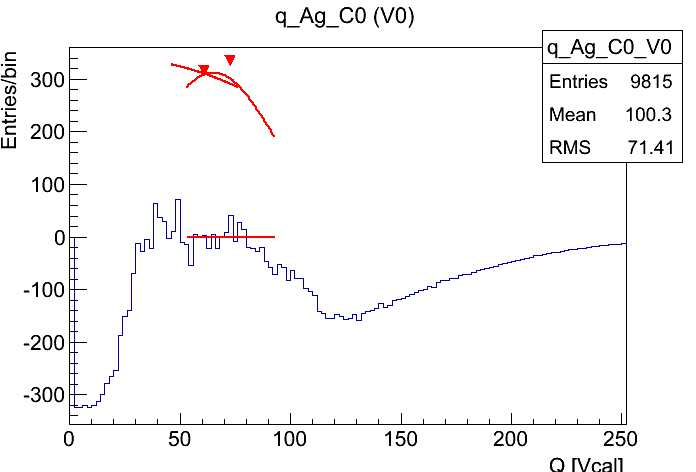 q_Ag_C0 (V0)
q_Ag_C0_V0
Entries 9815
Mean 100.3
RMS 71.41
Entries/bin
300
200
100
0
-100
-200
-300
0 50 100 150 200 250
Q [Vcal]